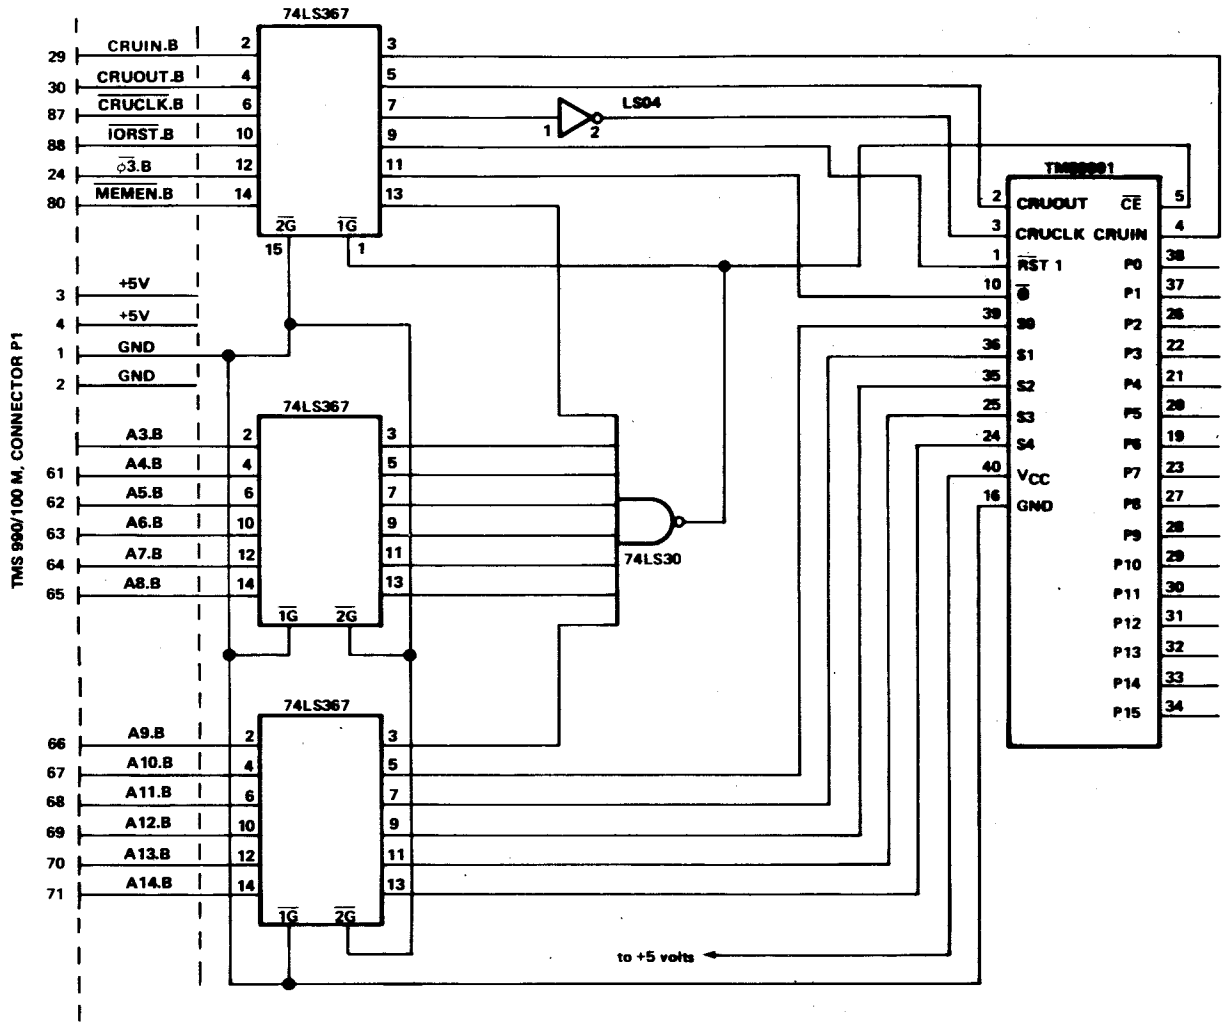 74LS367
29 CRUIN.B 2 3
30 CRUOUT.B 4 5
87 CRUCLK.B 6 7 1 2 LS04
88 IORST.B 10 9
24 φ3.B 12 11
80 MEMEN.B 14 13
2G 1G
15 1
3 +5V
4 +5V
1 GND
2 GND
TMS 990/100 M, CONNECTOR P1
74LS367
A3.B 2 3
61 A4.B 4 5
62 A5.B 6 7
63 A6.B 10 9
64 A7.B 12 11
65 A8.B 14 13
1G 2G
74LS30
74LS367
66 A9.B 2 3
67 A10.B 4 5
68 A11.B 6 7
69 A12.B 10 9
70 A13.B 12 11
71 A14.B 14 13
1G 2G
to +5 volts
2 CRUOUT CE 5
3 CRUCLK CRUIN 4
1 RST 1 P0 38
10 Φ P1 37
39 S0 P2 26
36 S1 P3 22
35 S2 P4 21
25 S3 P5 20
24 S4 P6 19
40 VCC P7 23
16 GND P8 27
P9 28
P10 29
P11 30
P12 31
P13 32
P14 33
P15 34